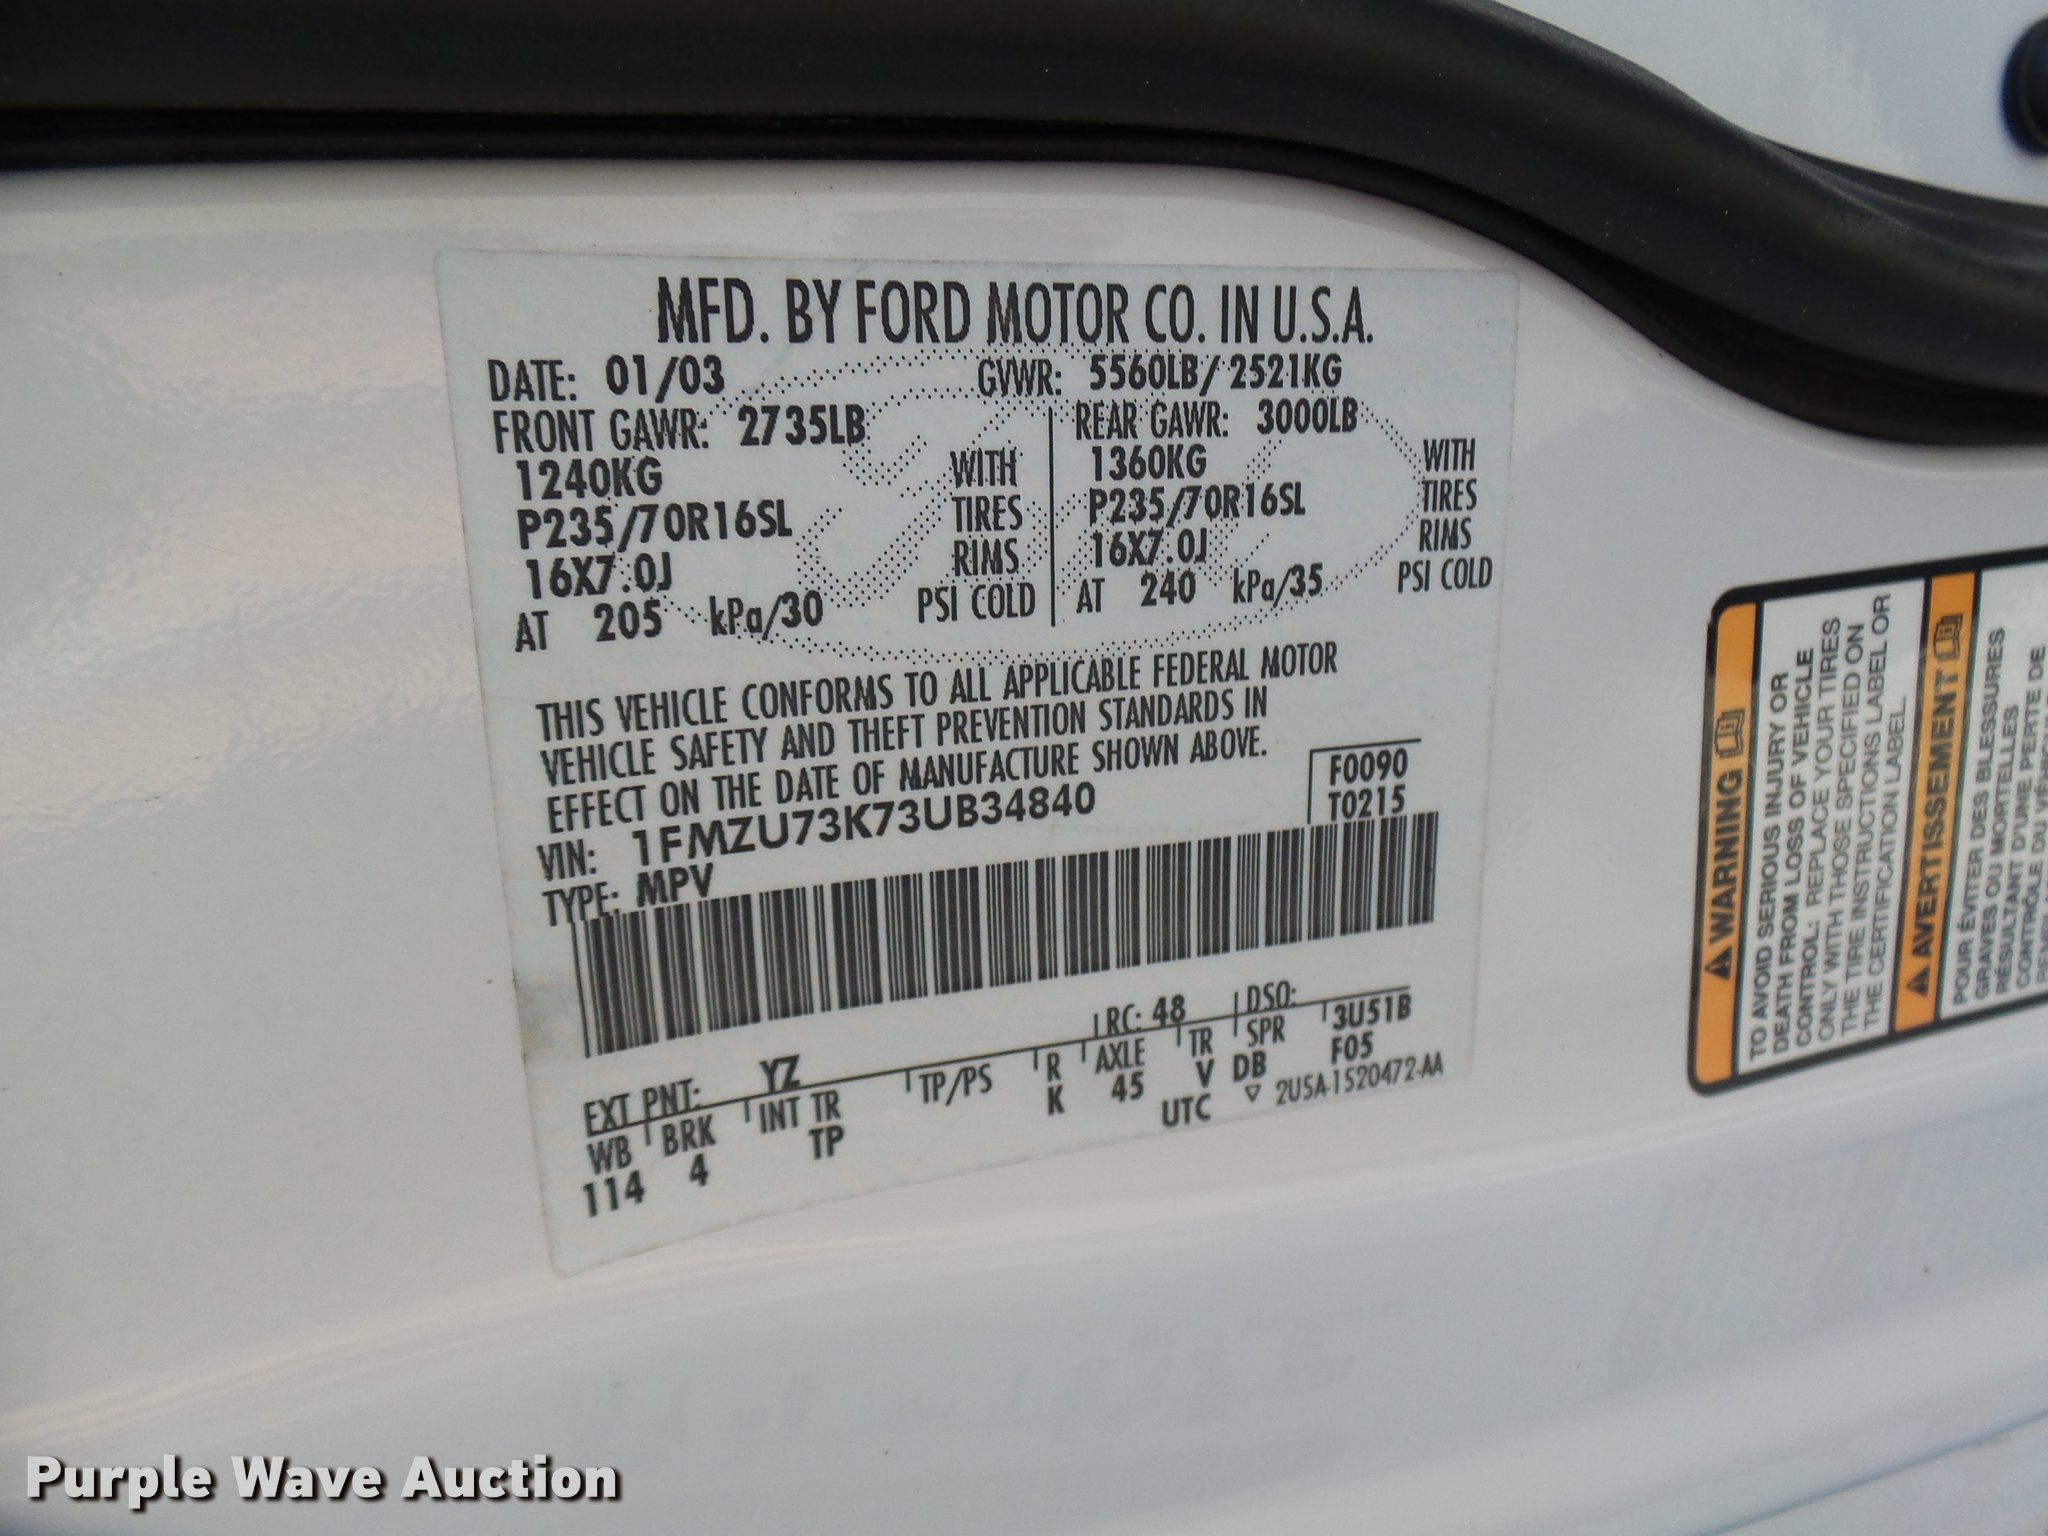 MFD. BY FORD MOTOR CO. IN U.S.A.
DATE: 01/03 GVWR: 5560LB/2521KG
FRONT GAWR: 2735LB
1240KG WITH
P235/70R16SL TIRES
16X7.0J RIMS
AT 205 kPa/30 PSI COLD
REAR GAWR: 3000LB
1360KG WITH
P235/70R16SL TIRES
16X7.0J RIMS
AT 240 kPa/35 PSI COLD
THIS VEHICLE CONFORMS TO ALL APPLICABLE FEDERAL MOTOR
VEHICLE SAFETY AND THEFT PREVENTION STANDARDS IN
EFFECT ON THE DATE OF MANUFACTURE SHOWN ABOVE.
F0090
T0215
VIN: 1FMZU73K73UB34840
TYPE: MPV
EXT PNT: YZ RC: 48 DSO:
WB BRK INT TR TP/PS R AXLE TR SPR 3U51B
114 4 TP K 45 V DB F05
UTC ▽ 2U5A-1520472-AA
⚠ WARNING
TO AVOID SERIOUS INJURY OR
DEATH FROM LOSS OF VEHICLE
CONTROL: REPLACE YOUR TIRES
ONLY WITH THOSE SPECIFIED ON
THE TIRE INSTRUCTIONS LABEL OR
THE CERTIFICATION LABEL.
⚠ AVERTISSEMENT
POUR ÉVITER DES BLESSURES
GRAVES OU MORTELLES
RÉSULTANT D'UNE PERTE DE
CONTRÔLE DU VÉHICULE
Purple Wave Auction